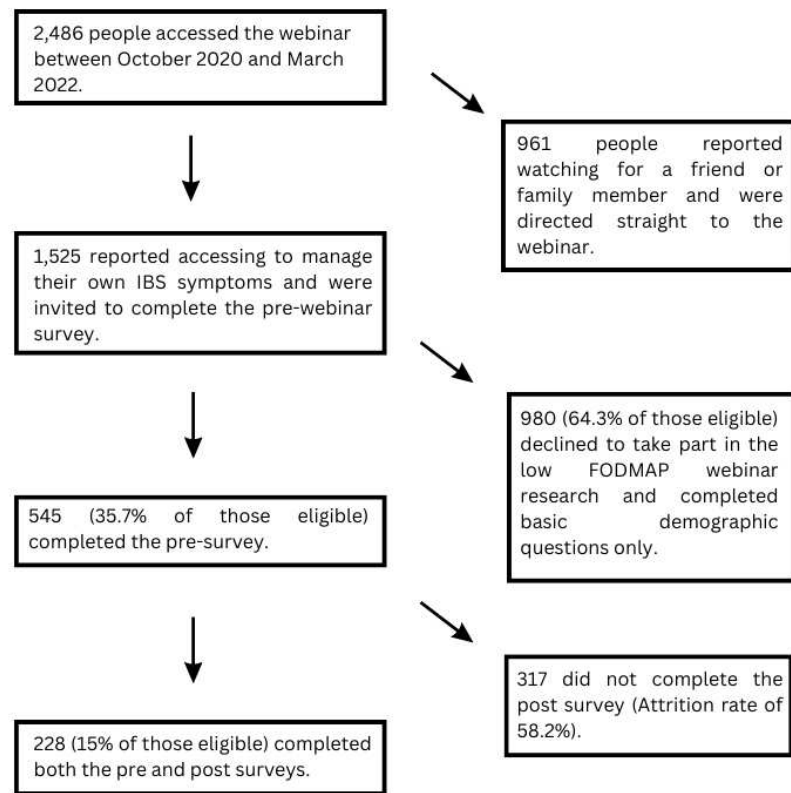 2,486 people accessed the webinar
between October 2020 and March
2022.
961 people reported
watching for a friend or
family member and were
directed straight to the
webinar.
1,525 reported accessing to manage
their own IBS symptoms and were
invited to complete the pre-webinar
survey.
980 (64.3% of those eligible)
declined to take part in the
low FODMAP webinar
research and completed
basic demographic
questions only.
545 (35.7% of those eligible)
completed the pre-survey.
317 did not complete the
post survey (Attrition rate of
58.2%).
228 (15% of those eligible) completed
both the pre and post surveys.